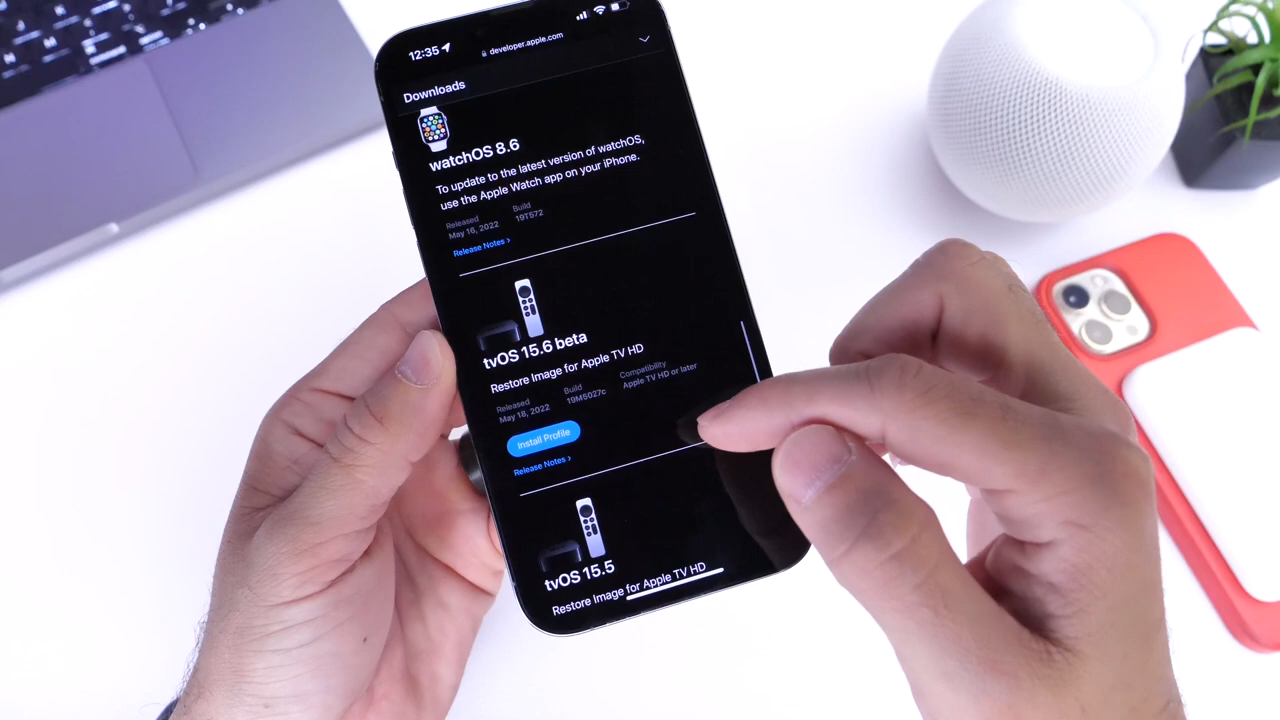 12:35
developer.apple.com
Downloads
watchOS 8.6
To update to the latest version of watchOS,
use the Apple Watch app on your iPhone.
Released
May 16, 2022
Build
19T572
Release Notes >
tvOS 15.6 beta
Restore Image for Apple TV HD
Released
May 18, 2022
Build
19M5027c
Compatibility
Apple TV HD or later
Install Profile
Release Notes >
tvOS 15.5
Restore Image for Apple TV HD